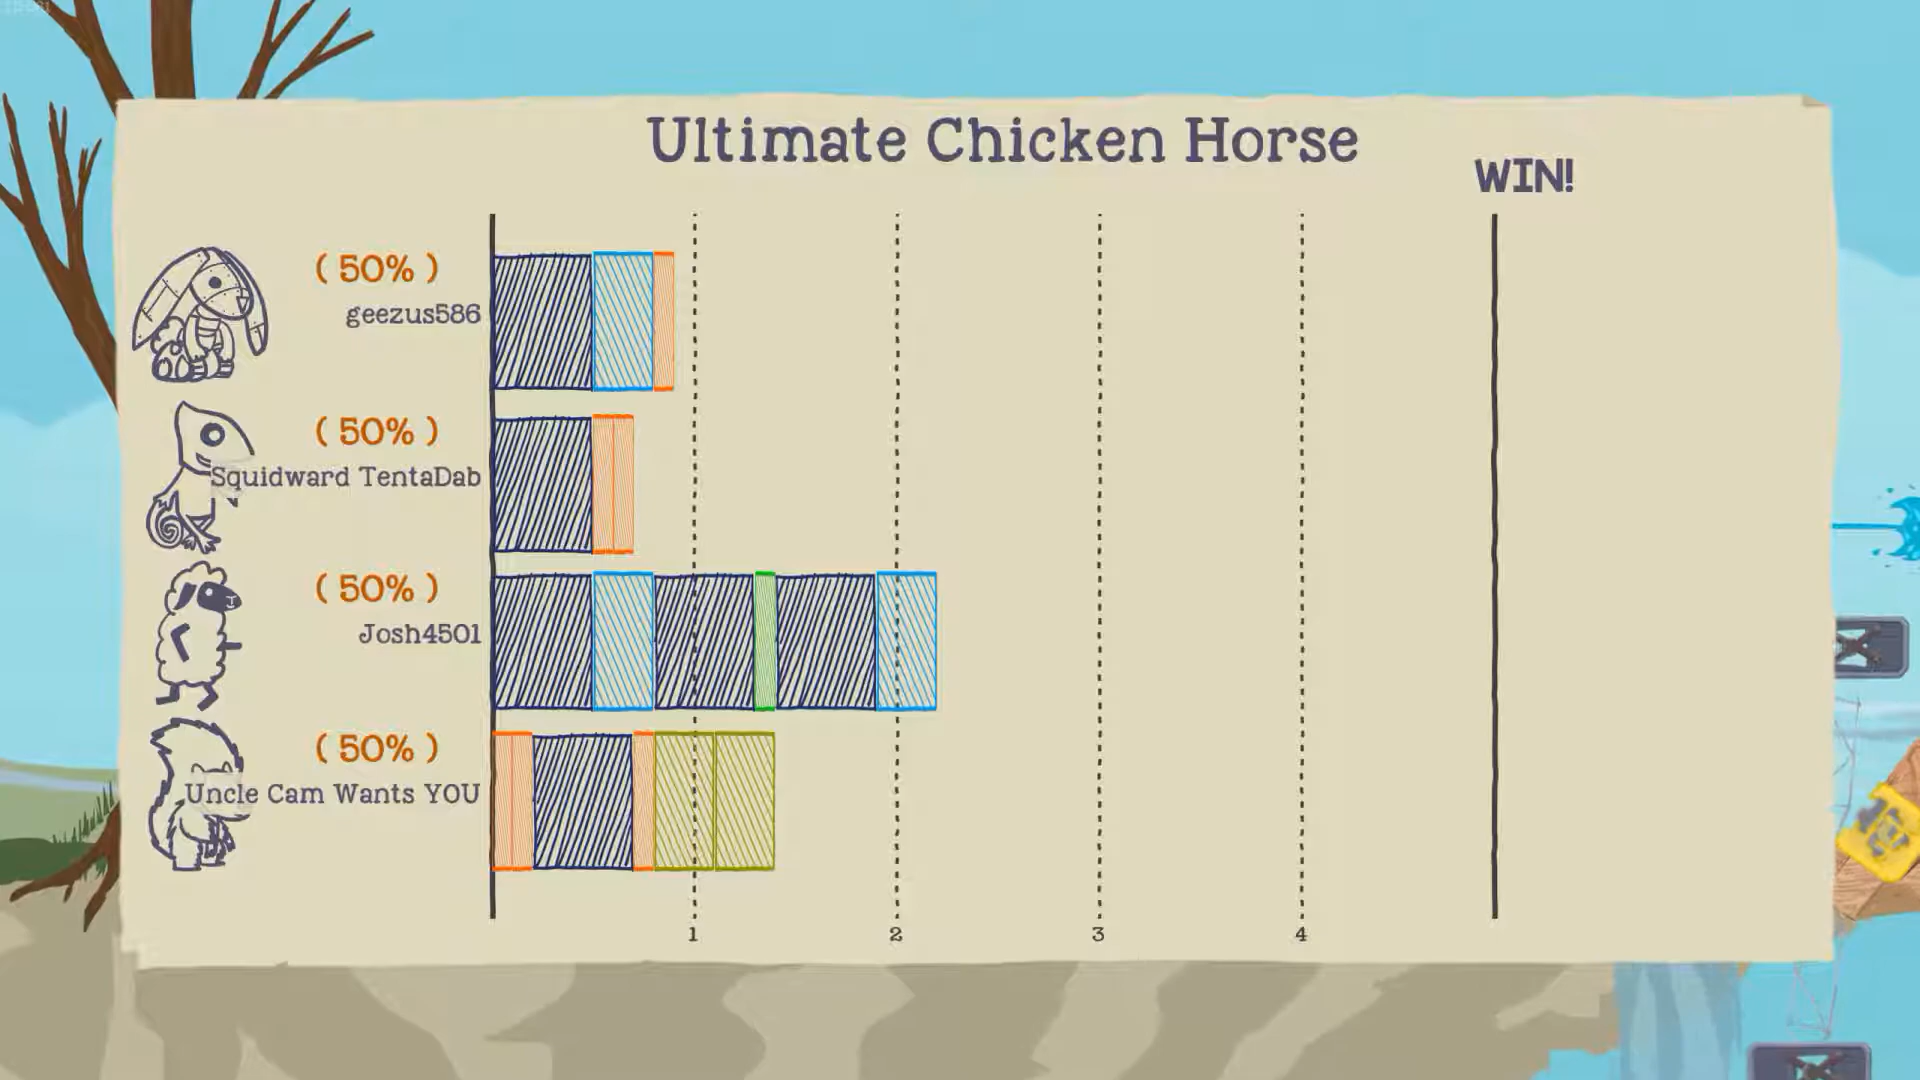 Ultimate Chicken Horse
WIN!
( 50% )
geezus586
( 50% )
Squidward TentaDab
( 50% )
Josh4501
( 50% )
Uncle Cam Wants YOU
1 2 3 4